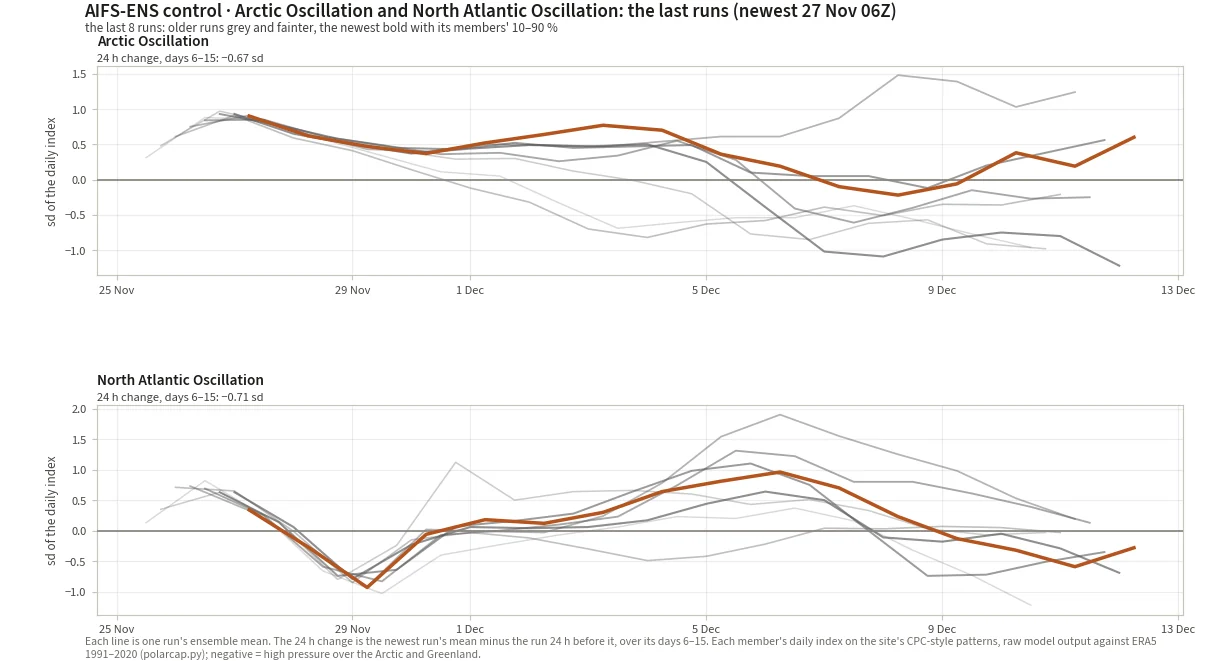 AIFS-ENS control · Arctic Oscillation and North Atlantic Oscillation: the last runs (newest 27 Nov 06Z)
the last 8 runs: older runs grey and fainter, the newest bold with its members' 10–90 %
Arctic Oscillation
24 h change, days 6–15: −0.67 sd
sd of the daily index
1.5
1.0
0.5
0.0
−0.5
−1.0
25 Nov 29 Nov 1 Dec 5 Dec 9 Dec 13 Dec
North Atlantic Oscillation
24 h change, days 6–15: −0.71 sd
sd of the daily index
2.0
1.5
1.0
0.5
0.0
−0.5
−1.0
25 Nov 29 Nov 1 Dec 5 Dec 9 Dec 13 Dec
Each line is one run's ensemble mean. The 24 h change is the newest run's mean minus the run 24 h before it, over its days 6–15. Each member's daily index on the site's CPC-style patterns, raw model output against ERA5
1991–2020 (polarcap.py); negative = high pressure over the Arctic and Greenland.